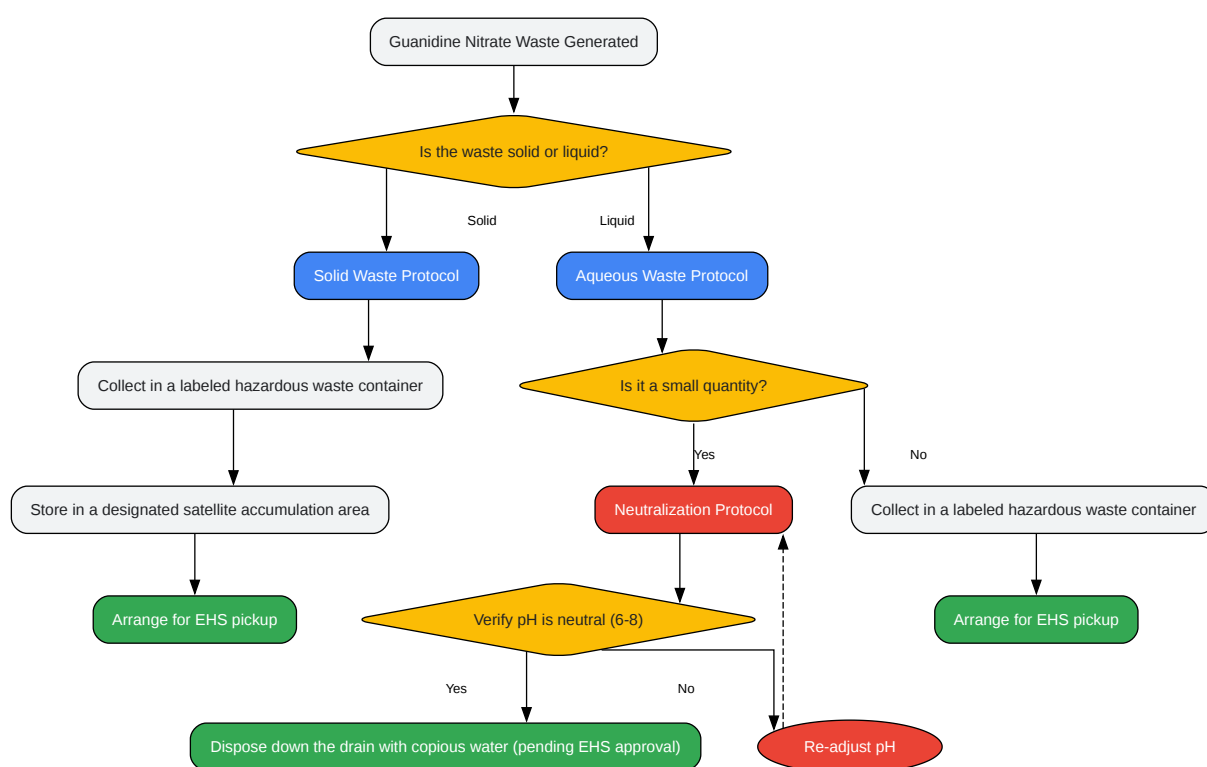 Guanidine Nitrate Waste Generated
Is the waste solid or liquid?
Solid
Liquid
Solid Waste Protocol
Aqueous Waste Protocol
Collect in a labeled hazardous waste container
Is it a small quantity?
Yes
No
Store in a designated satellite accumulation area
Neutralization Protocol
Collect in a labeled hazardous waste container
Arrange for EHS pickup
Verify pH is neutral (6-8)
Arrange for EHS pickup
Yes
No
Dispose down the drain with copious water (pending EHS approval)
Re-adjust pH